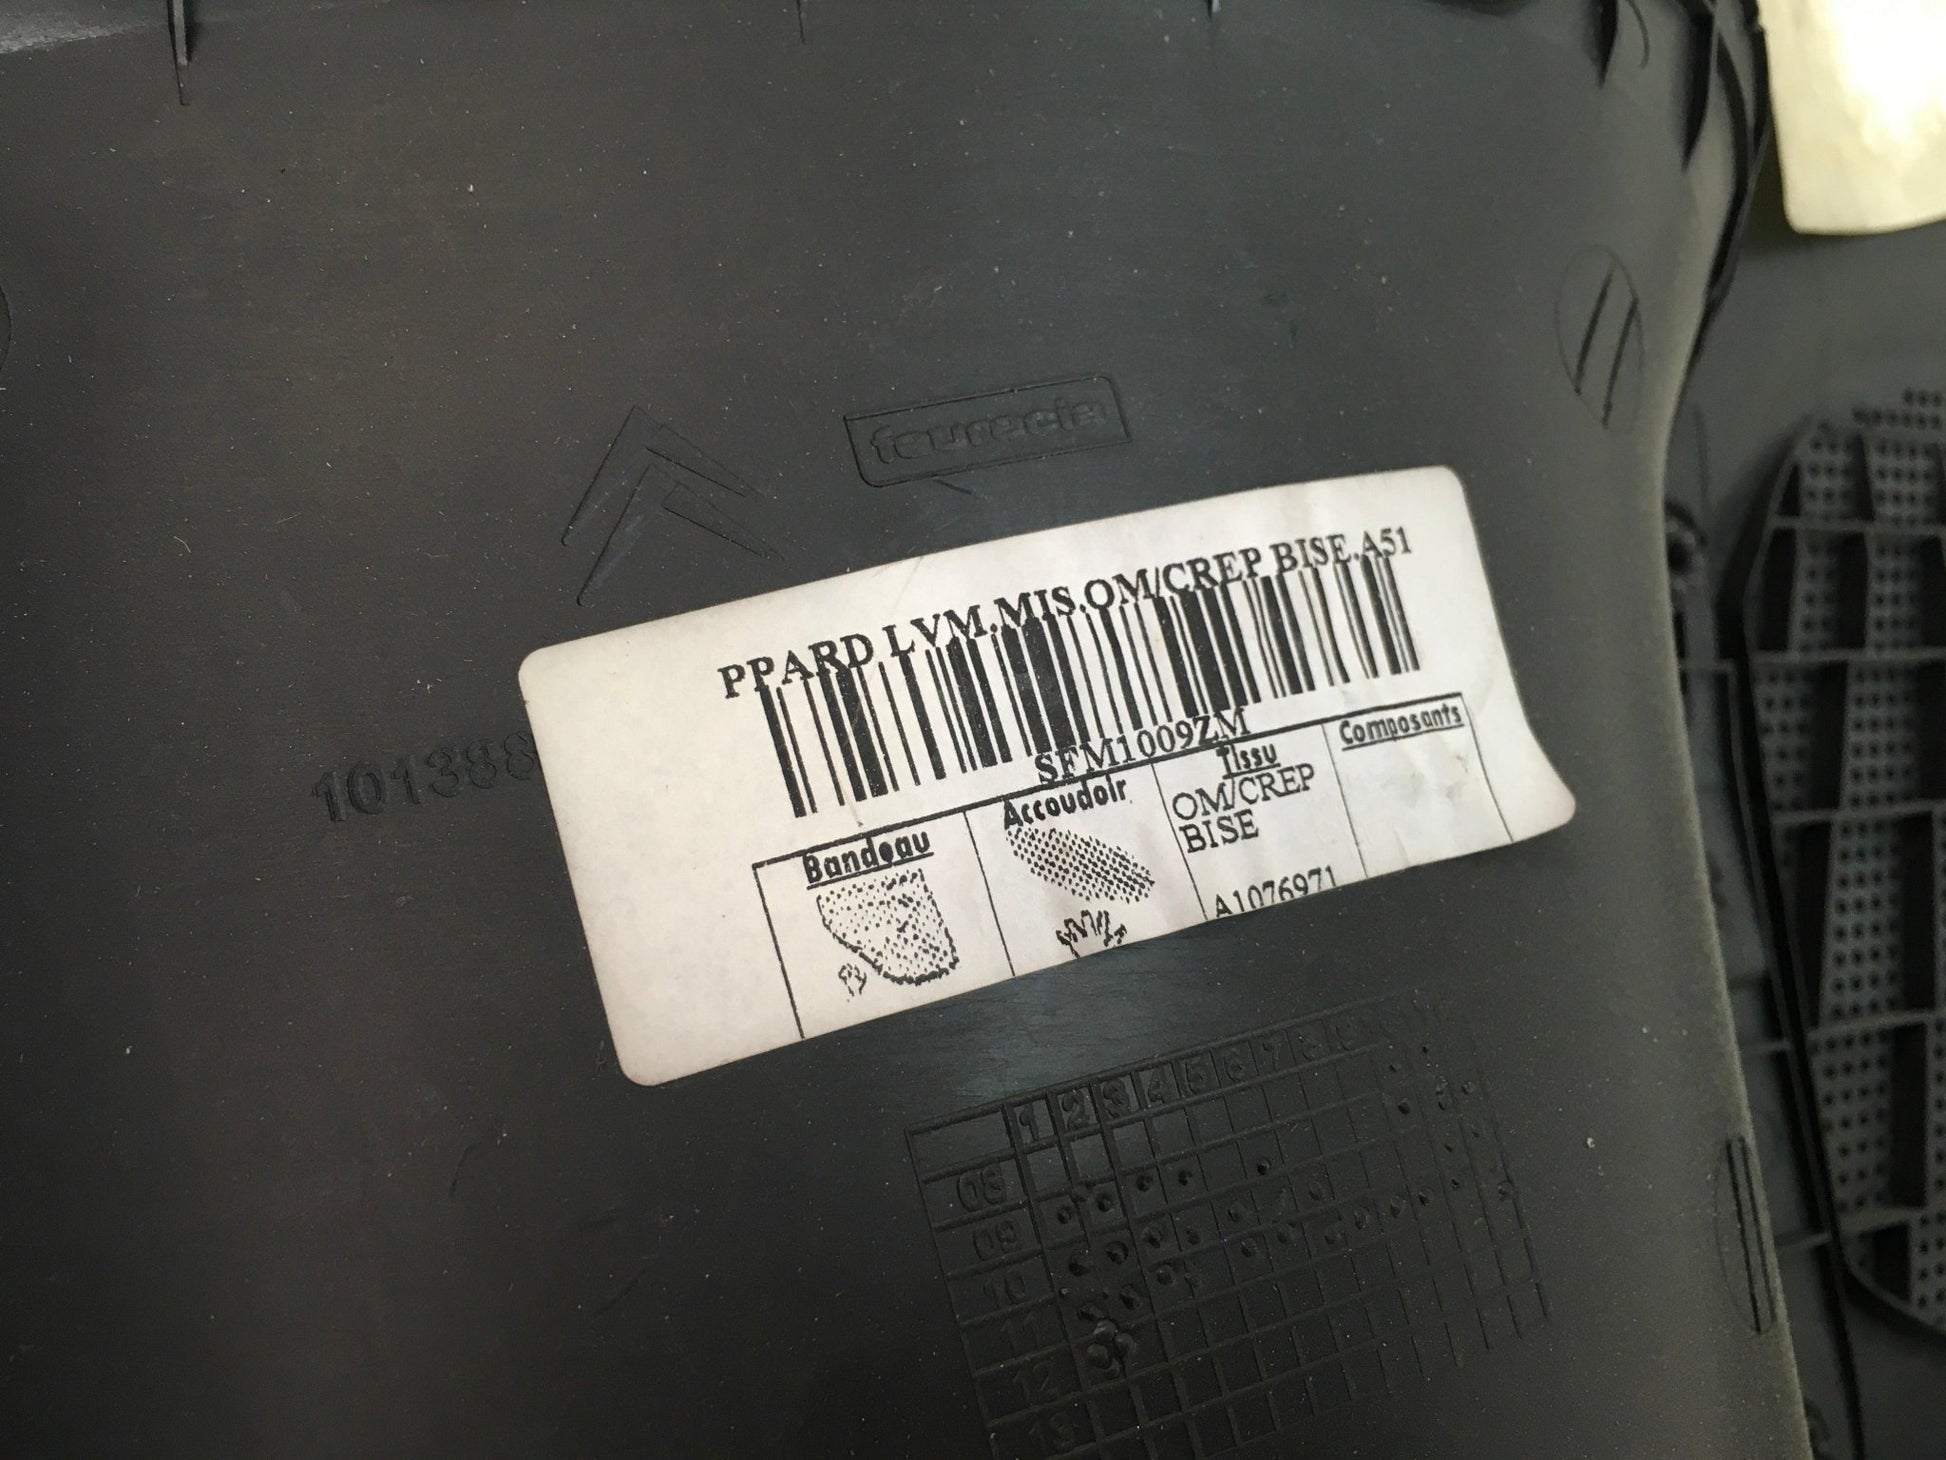 faurecia
PPARD LVM.MIS.OM/CREP BISE.A51
101388
SFM1009ZM
Bandeau Accoudoir Tissu Composants
OM/CREP
BISE
A1076971
1 2 3 4 5 6 7 8 9
08
09
10
11
12
13